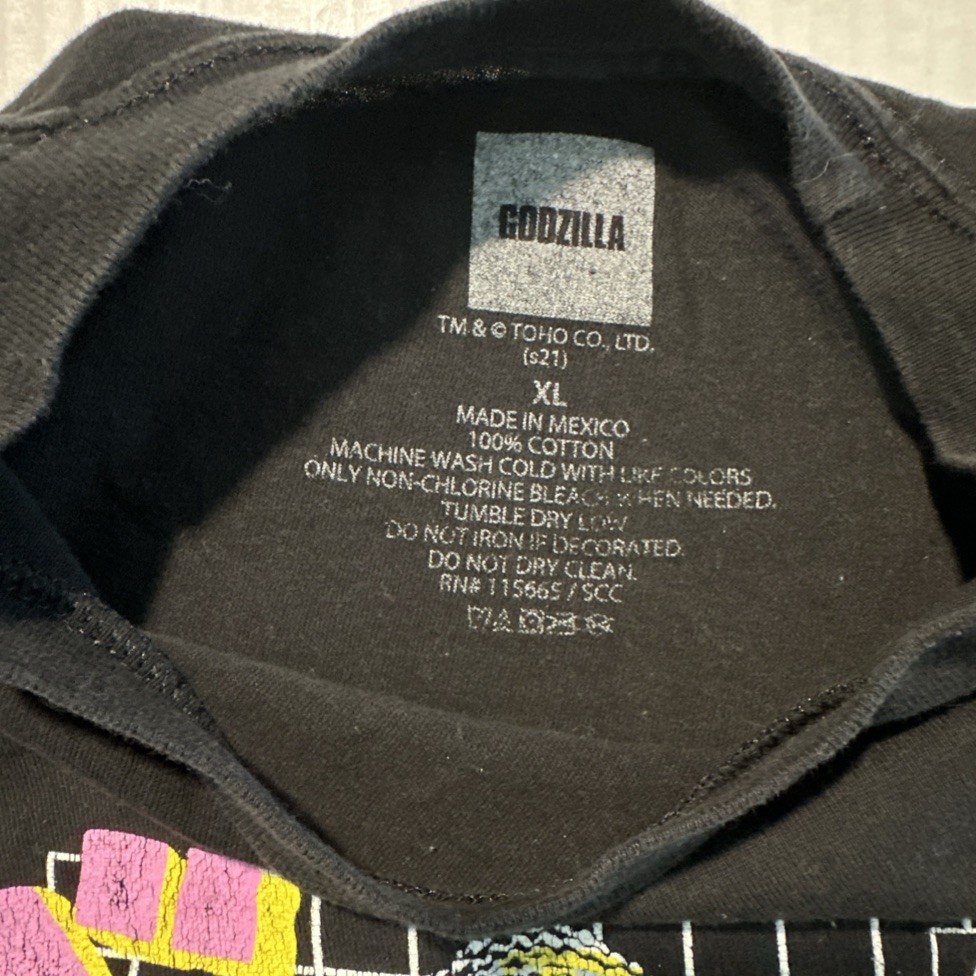 GODZILLA
TM & © TOHO CO., LTD.
(s21)
XL
MADE IN MEXICO
100% COTTON
MACHINE WASH COLD WITH LIKE COLORS
ONLY NON-CHLORINE BLEACH WHEN NEEDED.
TUMBLE DRY LOW
DO NOT IRON IF DECORATED.
DO NOT DRY CLEAN.
RN# 115665 / SCC